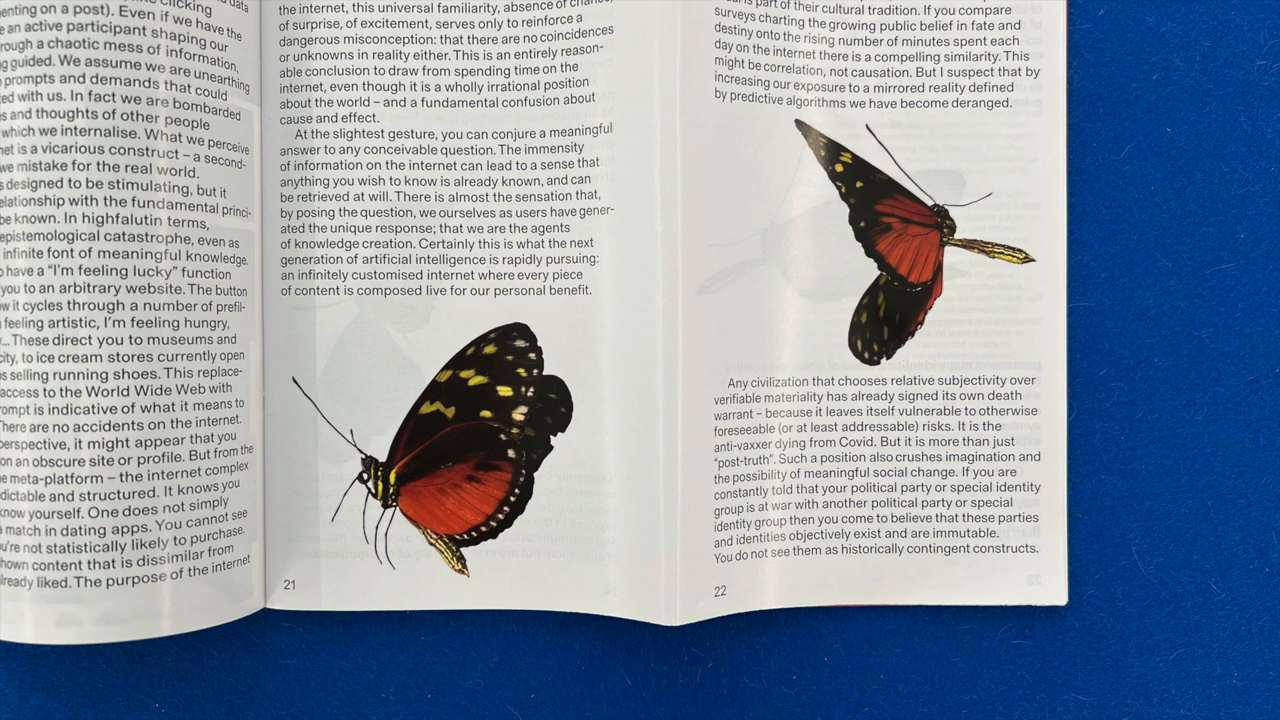 enting on a post). Even if we have the
e an active participant shaping our
rough a chaotic mess of information,
g guided. We assume we are unearthing
prompts and demands that could
ed with us. In fact we are bombarded
s and thoughts of other people
which we internalise. What we perceive
net is a vicarious construct – a second-
we mistake for the real world.
s designed to be stimulating, but it
elationship with the fundamental princi-
be known. In highfalutin terms,
epistemological catastrophe, even as
infinite font of meaningful knowledge.
o have a “I’m feeling lucky” function
you to an arbitrary website. The button
w it cycles through a number of prefil-
feeling artistic, I’m feeling hungry,
... These direct you to museums and
city, to ice cream stores currently open
s selling running shoes. This replace-
access to the World Wide Web with
ompt is indicative of what it means to
There are no accidents on the internet.
perspective, it might appear that you
on an obscure site or profile. But from the
e meta-platform – the internet complex
dictable and structured. It knows you
know yourself. One does not simply
match in dating apps. You cannot see
u’re not statistically likely to purchase.
hown content that is dissimilar from
lready liked. The purpose of the internet
the internet, this universal familiarity, absence of
of surprise, of excitement, serves only to reinforce a
dangerous misconception: that there are no coincidences
or unknowns in reality either. This is an entirely reason-
able conclusion to draw from spending time on the
internet, even though it is a wholly irrational position
about the world – and a fundamental confusion about
cause and effect.
At the slightest gesture, you can conjure a meaningful
answer to any conceivable question. The immensity
of information on the internet can lead to a sense that
anything you wish to know is already known, and can
be retrieved at will. There is almost the sensation that,
by posing the question, we ourselves as users have gener-
ated the unique response; that we are the agents
of knowledge creation. Certainly this is what the next
generation of artificial intelligence is rapidly pursuing:
an infinitely customised internet where every piece
of content is composed live for our personal benefit.
21
is part of their cultural tradition. If you compare
surveys charting the growing public belief in fate and
destiny onto the rising number of minutes spent each
day on the internet there is a compelling similarity. This
might be correlation, not causation. But I suspect that by
increasing our exposure to a mirrored reality defined
by predictive algorithms we have become deranged.
Any civilization that chooses relative subjectivity over
verifiable materiality has already signed its own death
warrant – because it leaves itself vulnerable to otherwise
foreseeable (or at least addressable) risks. It is the
anti-vaxxer dying from Covid. But it is more than just
“post-truth”. Such a position also crushes imagination and
the possibility of meaningful social change. If you are
constantly told that your political party or special identity
group is at war with another political party or special
identity group then you come to believe that these parties
and identities objectively exist and are immutable.
You do not see them as historically contingent constructs.
22